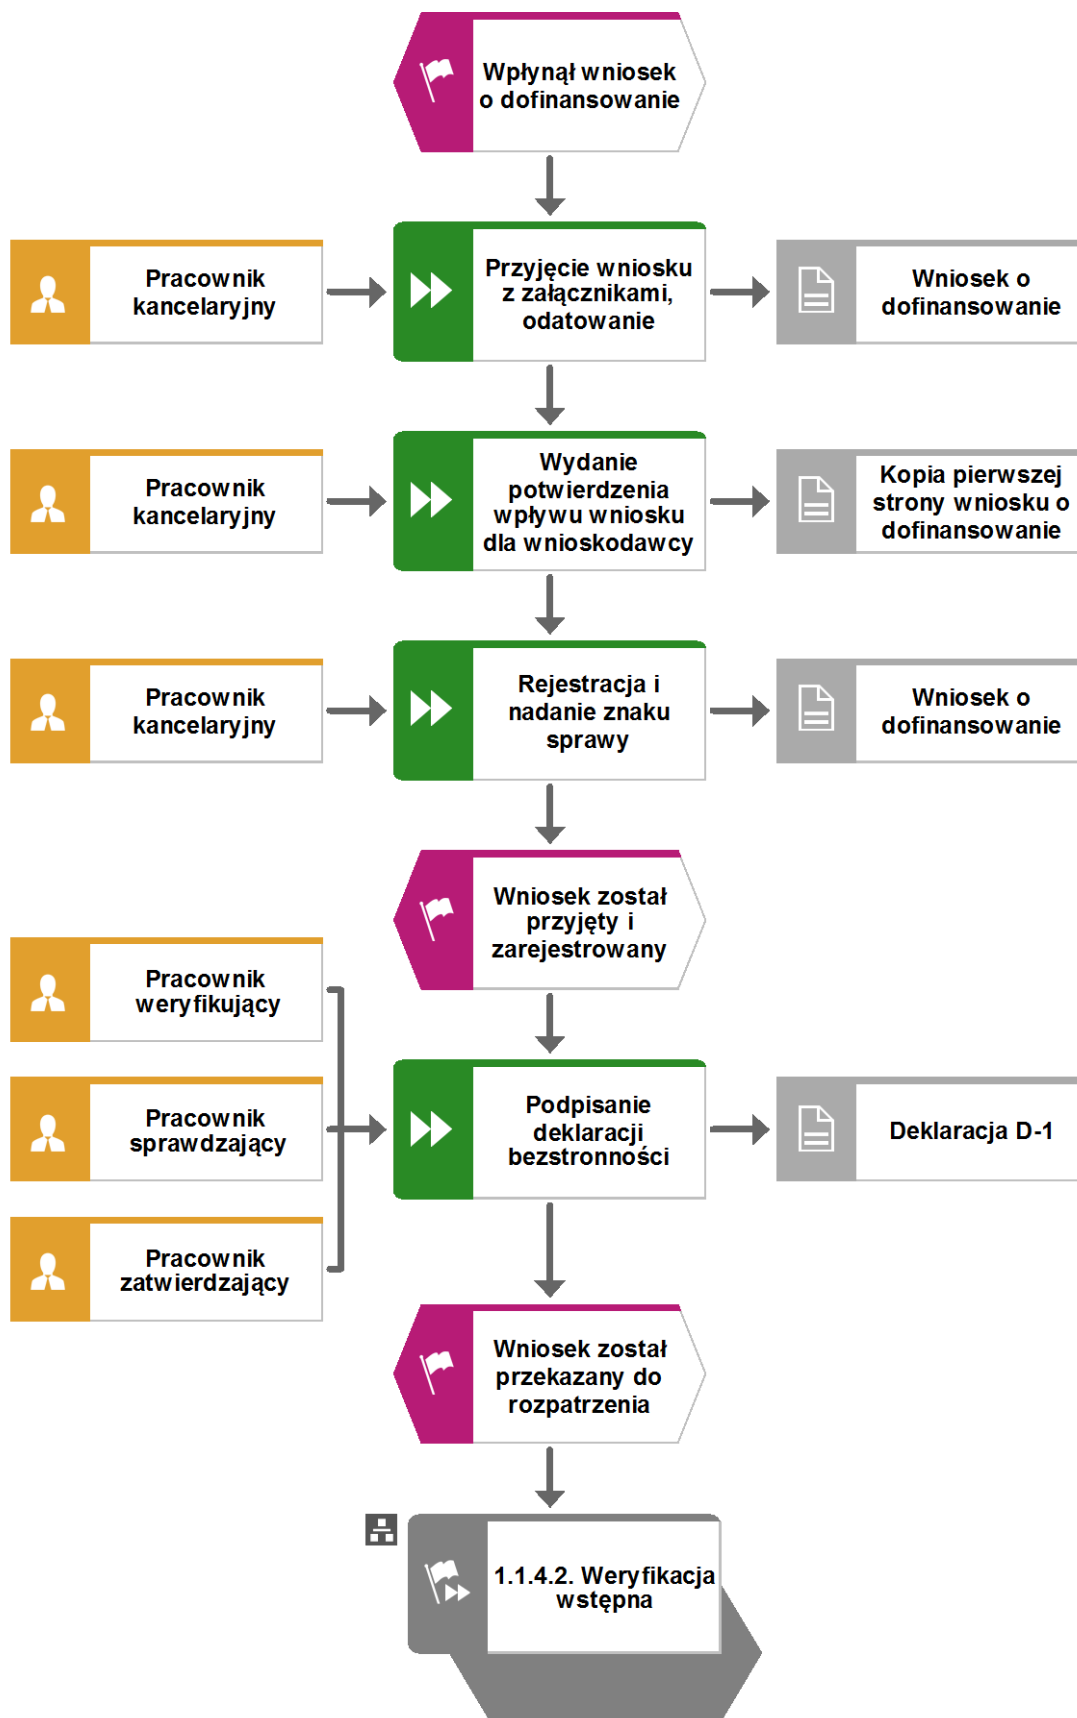 Wpłynął wniosek
o dofinansowanie
Pracownik
kancelaryjny
Przyjęcie wniosku
z załącznikami,
odatowanie
Wniosek o
dofinansowanie
Pracownik
kancelaryjny
Wydanie
potwierdzenia
wpływu wniosku
dla wnioskodawcy
Kopia pierwszej
strony wniosku o
dofinansowanie
Pracownik
kancelaryjny
Rejestracja i
nadanie znaku
sprawy
Wniosek o
dofinansowanie
Wniosek został
przyjęty i
zarejestrowany
Pracownik
weryfikujący
Pracownik
sprawdzający
Pracownik
zatwierdzający
Podpisanie
deklaracji
bezstronności
Deklaracja D-1
Wniosek został
przekazany do
rozpatrzenia
1.1.4.2. Weryfikacja
wstępna